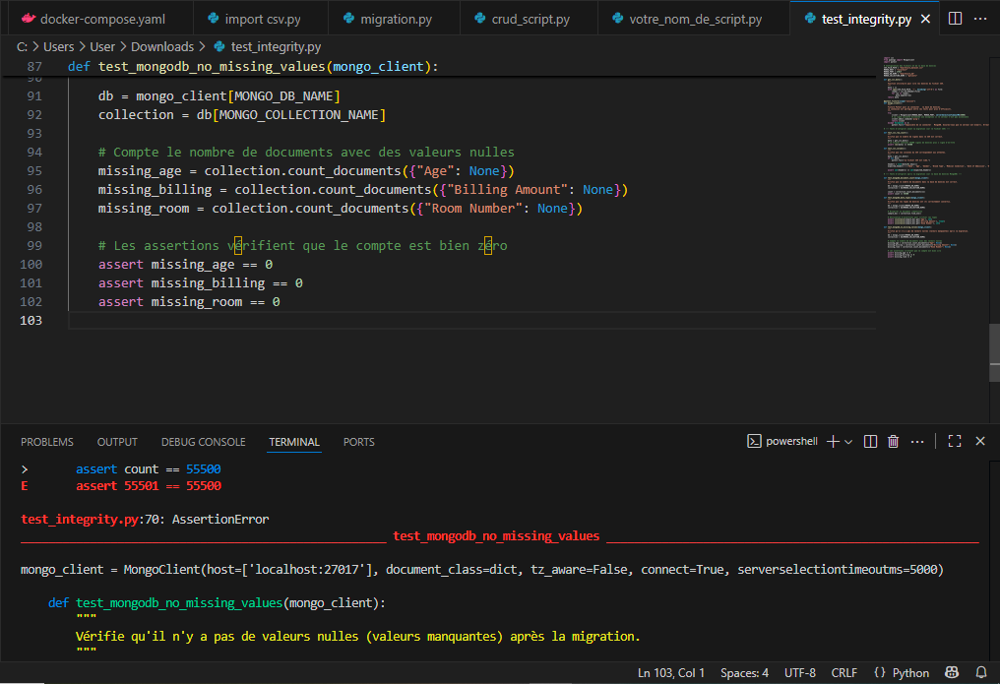 docker-compose.yaml import csv.py migration.py crud_script.py votre_nom_de_script.py test_integrity.py
C: > Users > User > Downloads > test_integrity.py
87 def test_mongodb_no_missing_values(mongo_client):
91 db = mongo_client[MONGO_DB_NAME]
92 collection = db[MONGO_COLLECTION_NAME]
93
94 # Compte le nombre de documents avec des valeurs nulles
95 missing_age = collection.count_documents({"Age": None})
96 missing_billing = collection.count_documents({"Billing Amount": None})
97 missing_room = collection.count_documents({"Room Number": None})
98
99 # Les assertions vérifient que le compte est bien zéro
100 assert missing_age == 0
101 assert missing_billing == 0
102 assert missing_room == 0
103
PROBLEMS OUTPUT DEBUG CONSOLE TERMINAL PORTS powershell
> assert count == 55500
E assert 55501 == 55500
test_integrity.py:70: AssertionError
test_mongodb_no_missing_values
mongo_client = MongoClient(host=['localhost:27017'], document_class=dict, tz_aware=False, connect=True, serverselectiontimeoutms=5000)
def test_mongodb_no_missing_values(mongo_client):
"""
Vérifie qu'il n'y a pas de valeurs nulles (valeurs manquantes) après la migration.
"""
Ln 103, Col 1 Spaces: 4 UTF-8 CRLF {} Python